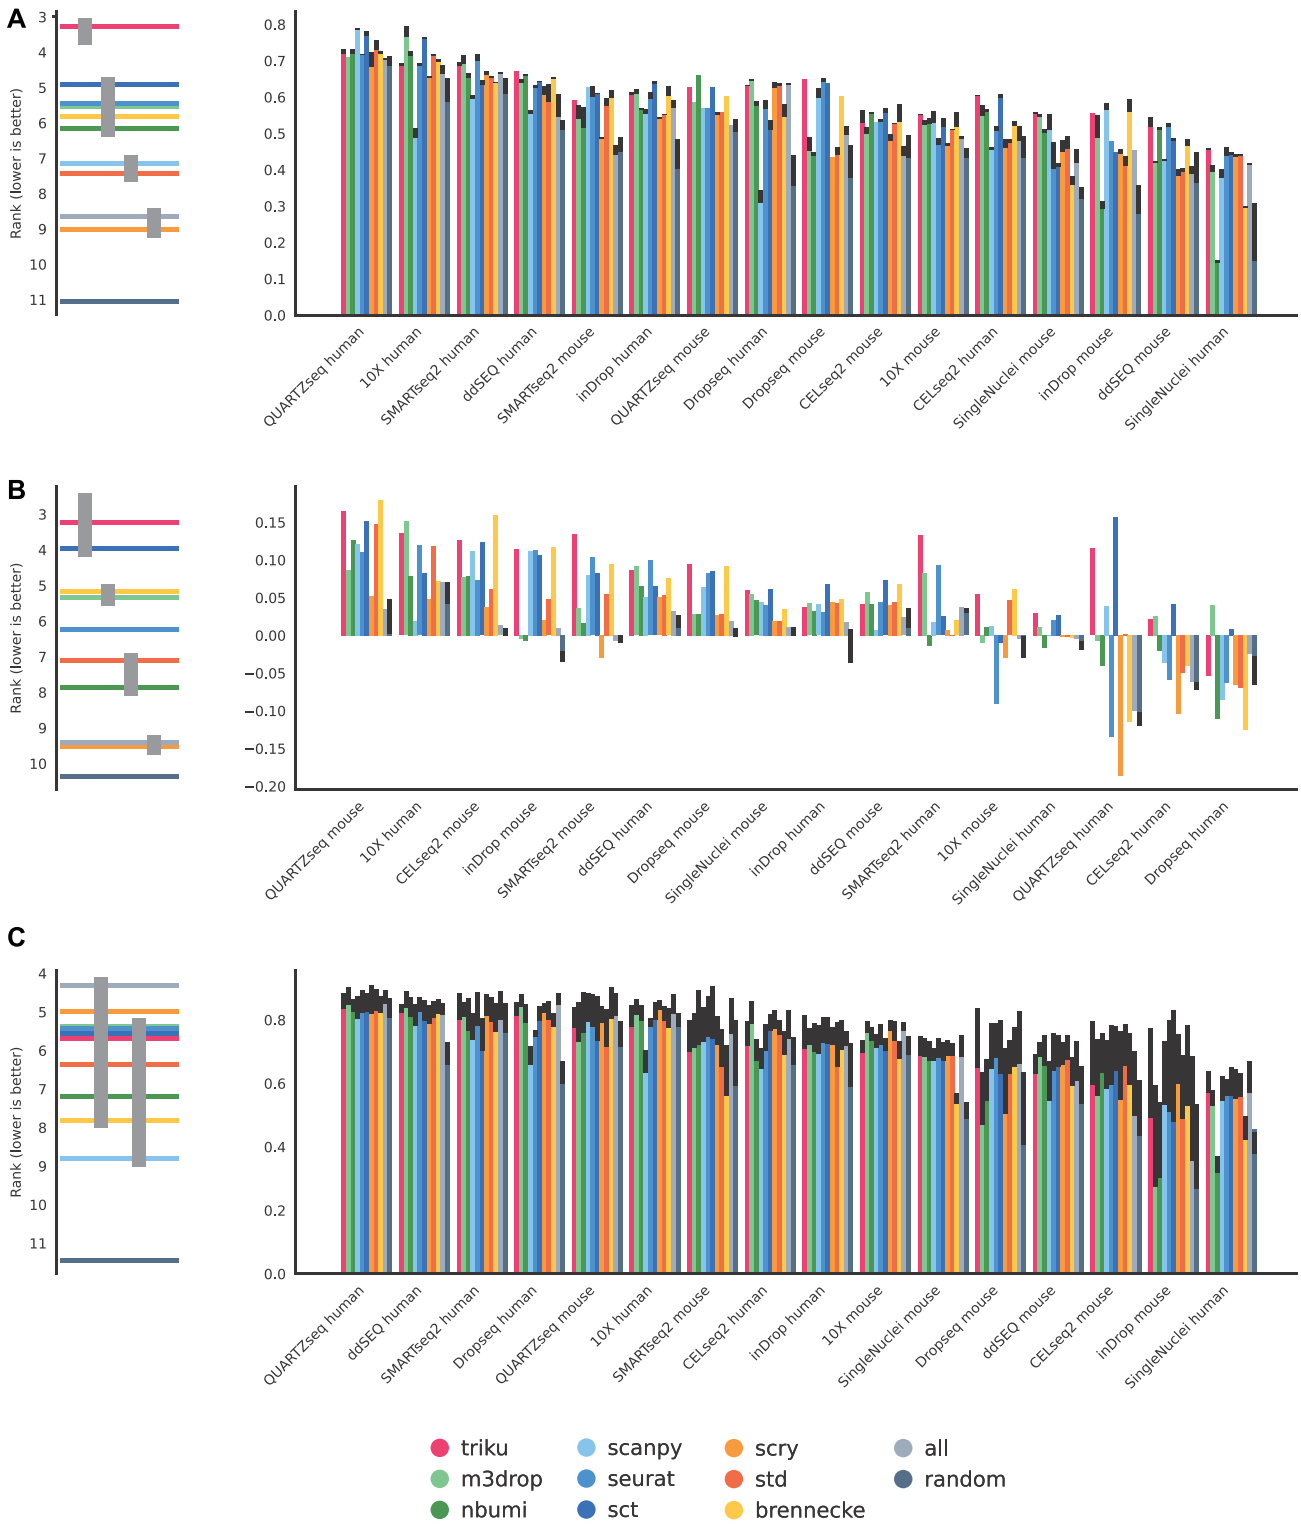 A
Rank (lower is better)
3
4
5
6
7
8
9
10
11
0.8
0.7
0.6
0.5
0.4
0.3
0.2
0.1
0.0
QUARTZseq human
10X human
SMARTseq2 human
ddSEQ human
SMARTseq2 mouse
inDrop human
QUARTZseq mouse
Dropseq human
Dropseq mouse
CELseq2 mouse
10X mouse
CELseq2 human
SingleNuclei mouse
inDrop mouse
ddSEQ mouse
SingleNuclei human
B
Rank (lower is better)
3
4
5
6
7
8
9
10
0.15
0.10
0.05
0.00
−0.05
−0.10
−0.15
−0.20
QUARTZseq mouse
10X human
CELseq2 mouse
inDrop mouse
SMARTseq2 mouse
ddSEQ human
Dropseq mouse
SingleNuclei mouse
inDrop human
ddSEQ mouse
SMARTseq2 human
10X mouse
SingleNuclei human
QUARTZseq human
CELseq2 human
Dropseq human
C
Rank (lower is better)
4
5
6
7
8
9
10
11
0.8
0.6
0.4
0.2
0.0
QUARTZseq human
ddSEQ human
SMARTseq2 human
Dropseq human
QUARTZseq mouse
10X human
SMARTseq2 mouse
CELseq2 human
inDrop human
10X mouse
SingleNuclei mouse
Dropseq mouse
ddSEQ mouse
CELseq2 mouse
inDrop mouse
SingleNuclei human
triku scanpy scry all
m3drop seurat std random
nbumi sct brennecke